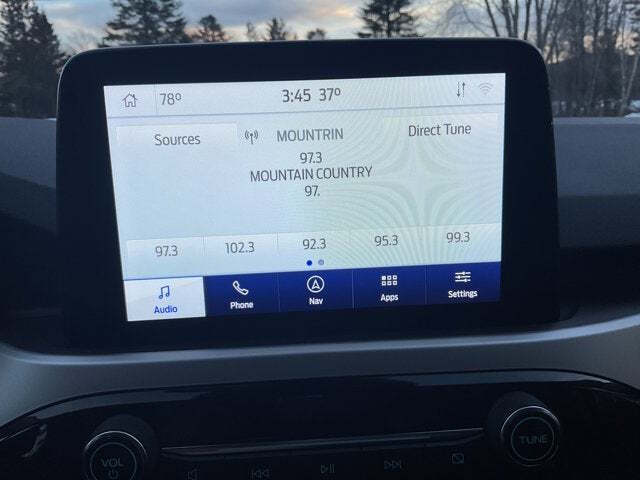 78° 3:45 37°
Sources MOUNTRIN Direct Tune
97.3
MOUNTAIN COUNTRY
97.
97.3 102.3 92.3 95.3 99.3
Audio Phone Nav Apps Settings
VOL TUNE